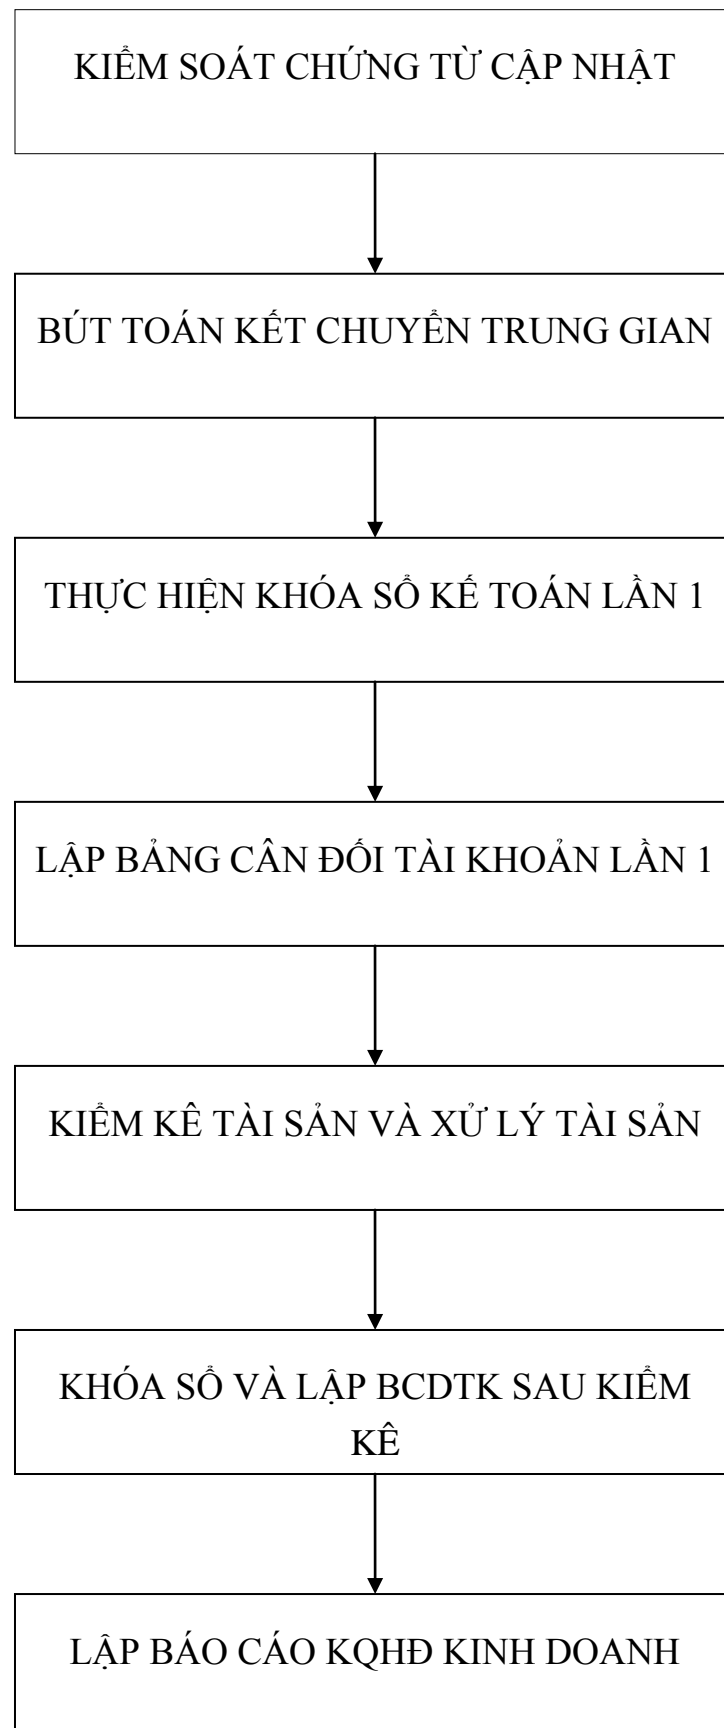 KIỂM SOÁT CHỨNG TỪ CẬP NHẬT
BÚT TOÁN KẾT CHUYỂN TRUNG GIAN
THỰC HIỆN KHÓA SỔ KẾ TOÁN LẦN 1
LẬP BẢNG CÂN ĐỐI TÀI KHOẢN LẦN 1
KIỂM KÊ TÀI SẢN VÀ XỬ LÝ TÀI SẢN
KHÓA SỔ VÀ LẬP BCDTK SAU KIỂM
KÊ
LẬP BÁO CÁO KQHĐ KINH DOANH